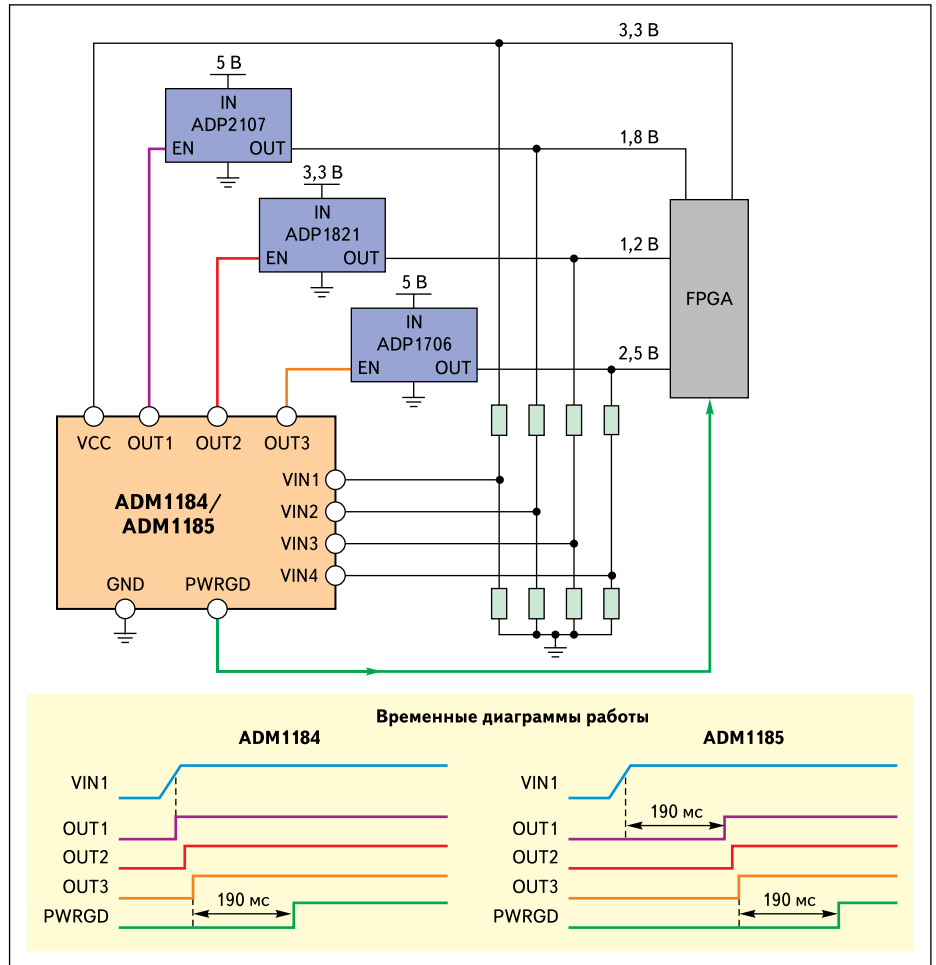 3,3 В
5 В
IN
ADP2107
EN OUT
1,8 В
3,3 В
IN
ADP1821
EN OUT
1,2 В
5 В
IN
ADP1706
EN OUT
2,5 В
FPGA
VCC OUT1 OUT2 OUT3
VIN1
ADM1184/
ADM1185
VIN2
VIN3
VIN4
GND PWRGD
Временные диаграммы работы
ADM1184
VIN1
OUT1
OUT2
OUT3
190 мс
PWRGD
ADM1185
VIN1
190 мс
OUT1
OUT2
OUT3
190 мс
PWRGD